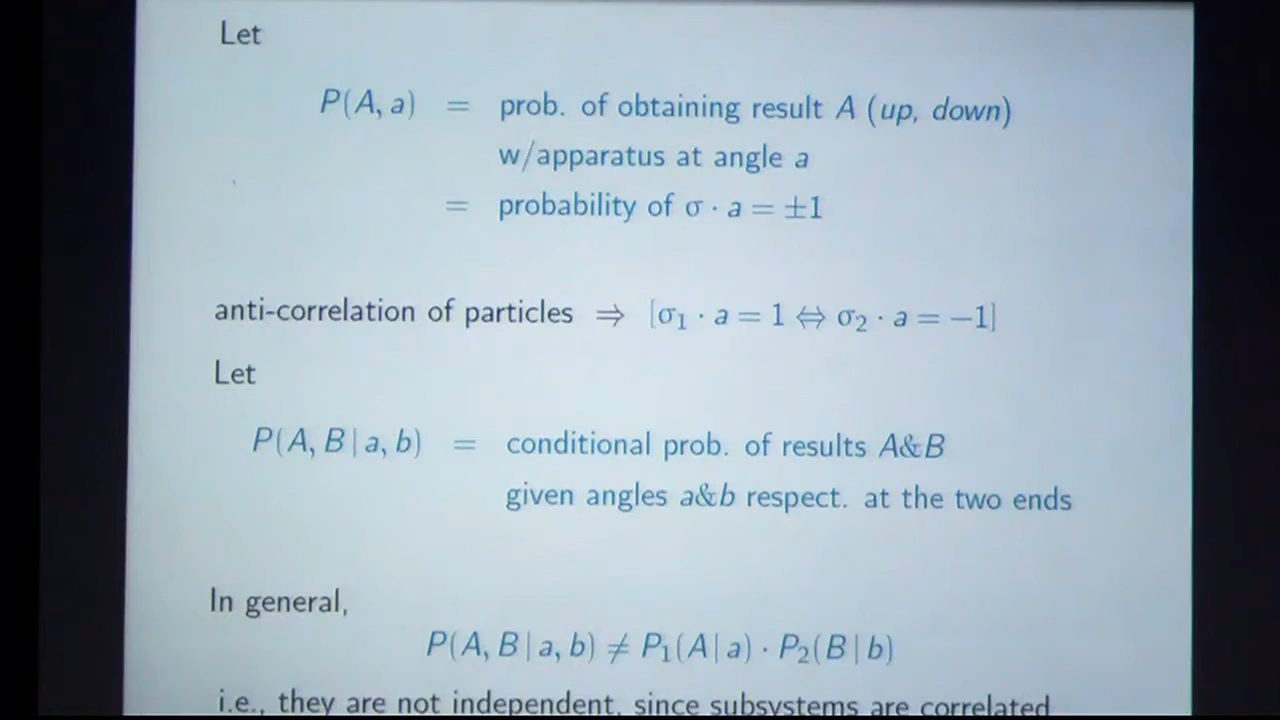 Let
P(A, a) = prob. of obtaining result A (up, down)
w/apparatus at angle a
= probability of σ · a = ±1
anti-correlation of particles ⇒ [σ₁ · a = 1 ⇔ σ₂ · a = −1]
Let
P(A, B | a, b) = conditional prob. of results A&B
given angles a&b respect. at the two ends
In general,
P(A, B | a, b) ≠ P₁(A | a) · P₂(B | b)
i.e., they are not independent, since subsystems are correlated